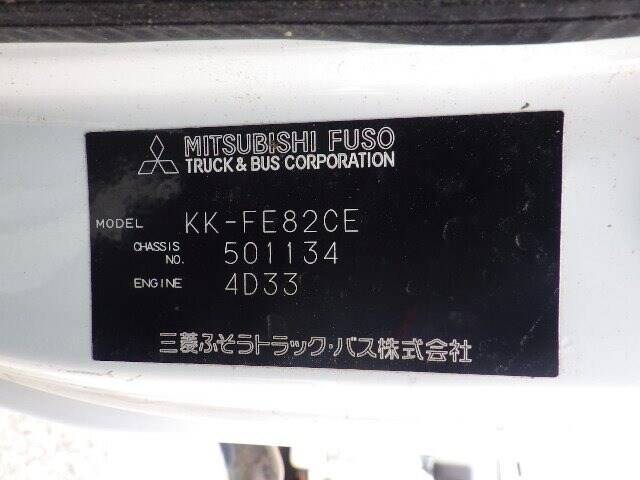 MITSUBISHI FUSO
TRUCK & BUS CORPORATION
MODEL KK-FE82CE
CHASSIS NO. 501134
ENGINE 4D33
三菱ふそうトラック・バス株式会社